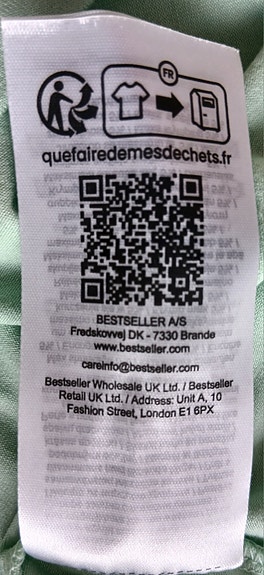 FR
quefairedemesdechets.fr
BESTSELLER A/S
Fredskovvej DK - 7330 Brande
www.bestseller.com
careinfo@bestseller.com
Bestseller Wholesale UK Ltd. / Bestseller
Retail UK Ltd. / Address: Unit A, 10
Fashion Street, London E1 6PX